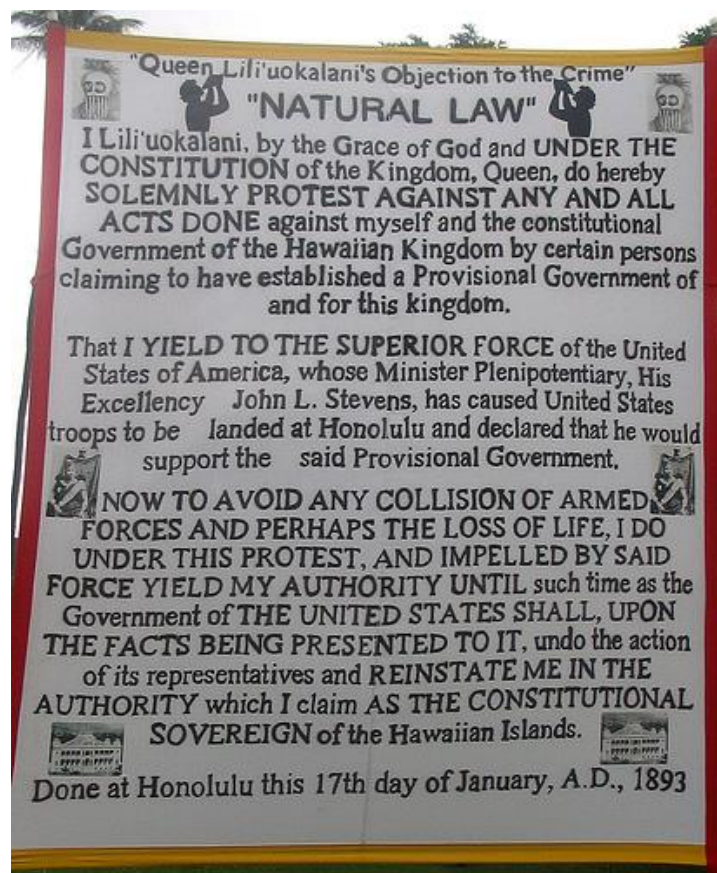 "Queen Lili'uokalani's Objection to the Crime"
"NATURAL LAW"
I Lili'uokalani, by the Grace of God and UNDER THE
CONSTITUTION of the Kingdom, Queen, do hereby
SOLEMNLY PROTEST AGAINST ANY AND ALL
ACTS DONE against myself and the constitutional
Government of the Hawaiian Kingdom by certain persons
claiming to have established a Provisional Government of
and for this kingdom.
That I YIELD TO THE SUPERIOR FORCE of the United
States of America, whose Minister Plenipotentiary, His
Excellency John L. Stevens, has caused United States
troops to be landed at Honolulu and declared that he would
support the said Provisional Government.
NOW TO AVOID ANY COLLISION OF ARMED
FORCES AND PERHAPS THE LOSS OF LIFE, I DO
UNDER THIS PROTEST, AND IMPELLED BY SAID
FORCE YIELD MY AUTHORITY UNTIL such time as the
Government of THE UNITED STATES SHALL, UPON
THE FACTS BEING PRESENTED TO IT, undo the action
of its representatives and REINSTATE ME IN THE
AUTHORITY which I claim AS THE CONSTITUTIONAL
SOVEREIGN of the Hawaiian Islands.
Done at Honolulu this 17th day of January, A.D., 1893